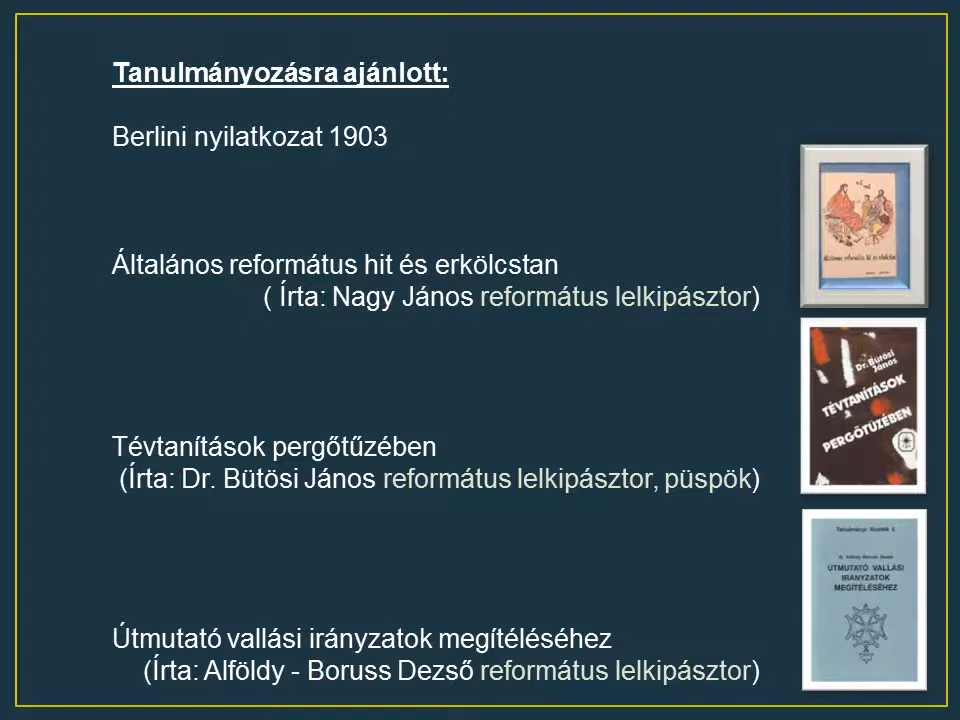 Tanulmányozásra ajánlott:
Berlini nyilatkozat 1903
Általános református hit és erkölcstan
( Írta: Nagy János református lelkipásztor)
Dr. Bütösi
János
TÉVTANÍTÁSOK
PERGŐTŰZÉBEN
Tévtanítások pergőtűzében
(Írta: Dr. Bütösi János református lelkipásztor, püspök)
ÚTMUTATÓ VALLÁSI
IRÁNYZATOK
MEGÍTÉLÉSÉHEZ
Útmutató vallási irányzatok megítéléséhez
(Írta: Alföldy - Boruss Dezső református lelkipásztor)